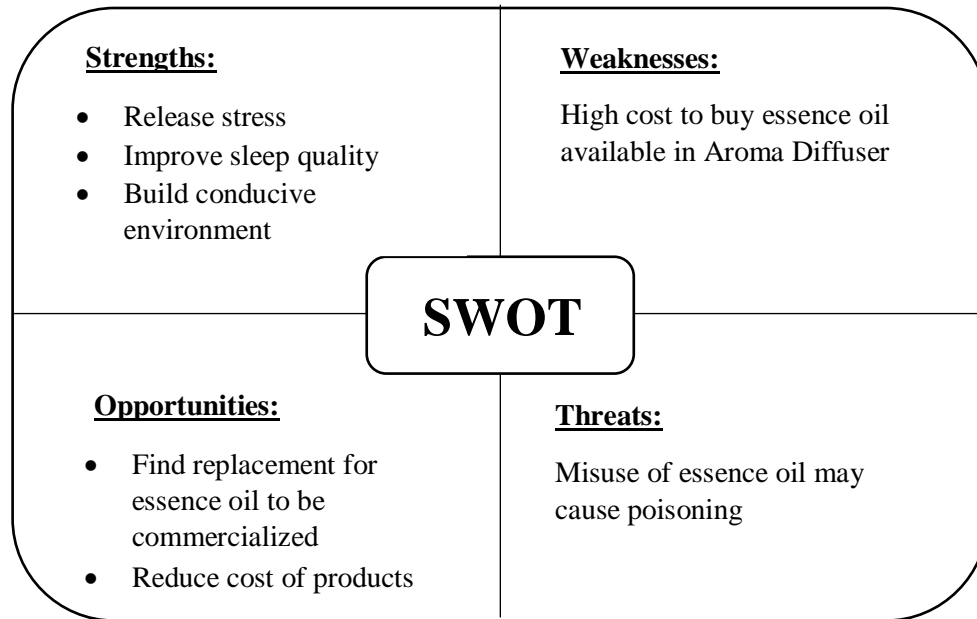 Strengths:
• Release stress
• Improve sleep quality
• Build conducive
environment
Weaknesses:
High cost to buy essence oil
available in Aroma Diffuser
SWOT
Opportunities:
• Find replacement for
essence oil to be
commercialized
• Reduce cost of products
Threats:
Misuse of essence oil may
cause poisoning